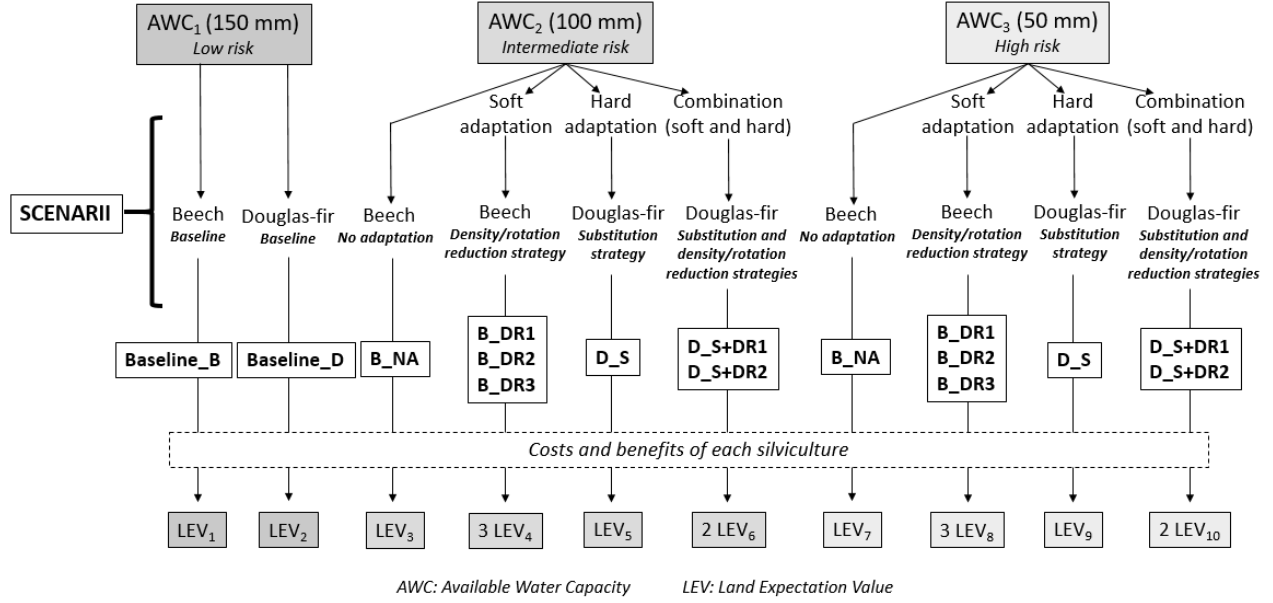 AWC₁ (150 mm)
Low risk
AWC₂ (100 mm)
Intermediate risk
AWC₃ (50 mm)
High risk
Soft
adaptation
Hard
adaptation
Combination
(soft and hard)
Soft
adaptation
Hard
adaptation
Combination
(soft and hard)
SCENARII
Beech
Baseline
Douglas-fir
Baseline
Beech
No adaptation
Beech
Density/rotation
reduction strategy
Douglas-fir
Substitution
strategy
Douglas-fir
Substitution and
density/rotation
reduction strategies
Beech
No adaptation
Beech
Density/rotation
reduction strategy
Douglas-fir
Substitution
strategy
Douglas-fir
Substitution and
density/rotation
reduction strategies
Baseline_B
Baseline_D
B_NA
B_DR1
B_DR2
B_DR3
D_S
D_S+DR1
D_S+DR2
B_NA
B_DR1
B_DR2
B_DR3
D_S
D_S+DR1
D_S+DR2
Costs and benefits of each silviculture
LEV₁
LEV₂
LEV₃
3 LEV₄
LEV₅
2 LEV₆
LEV₇
3 LEV₈
LEV₉
2 LEV₁₀
AWC: Available Water Capacity
LEV: Land Expectation Value